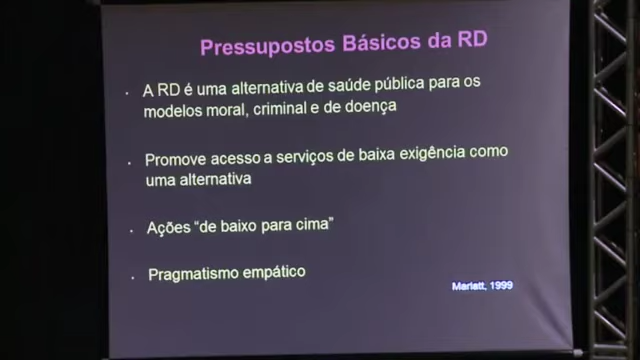 Pressupostos Básicos da RD
· A RD é uma alternativa de saúde pública para os
modelos moral, criminal e de doença
· Promove acesso a serviços de baixa exigência como
uma alternativa
· Ações “de baixo para cima”
· Pragmatismo empático
Marlatt, 1999